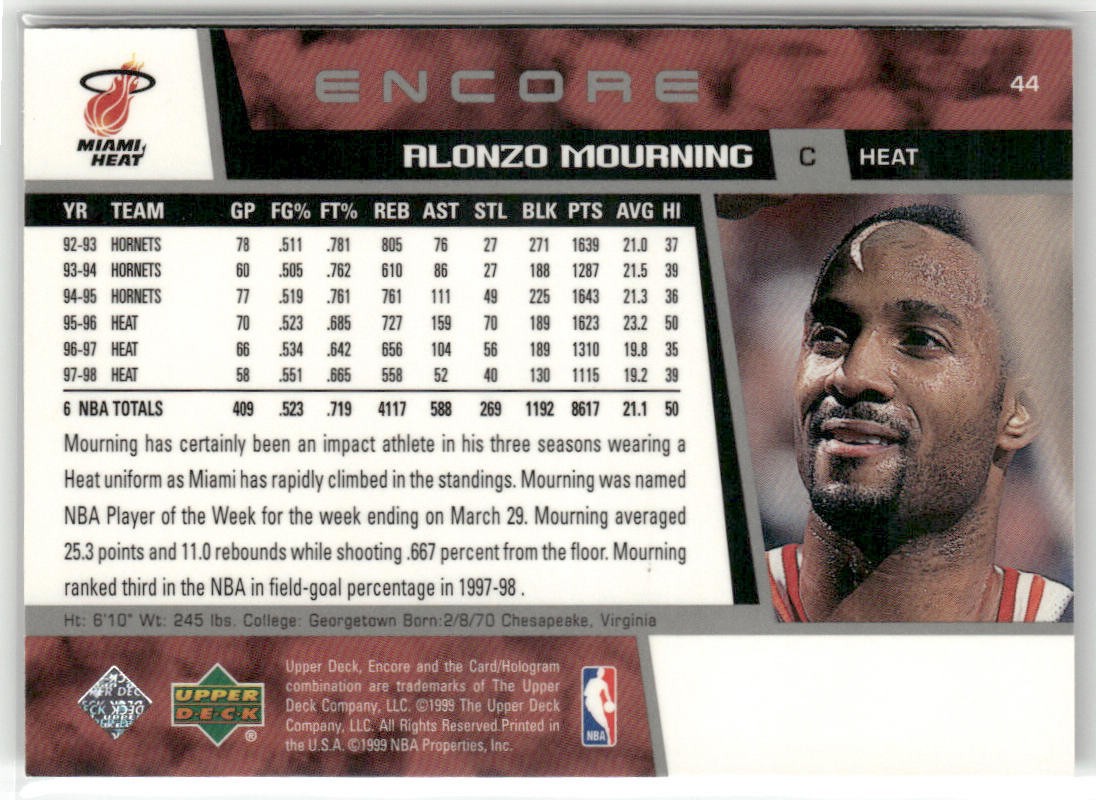 ENCORE
44
MIAMI
HEAT
ALONZO MOURNING C HEAT
YR TEAM GP FG% FT% REB AST STL BLK PTS AVG HI
92-93 HORNETS 78 .511 .781 805 76 27 271 1639 21.0 37
93-94 HORNETS 60 .505 .762 610 86 27 188 1287 21.5 39
94-95 HORNETS 77 .519 .761 761 111 49 225 1643 21.3 36
95-96 HEAT 70 .523 .685 727 159 70 189 1623 23.2 50
96-97 HEAT 66 .534 .642 656 104 56 189 1310 19.8 35
97-98 HEAT 58 .551 .665 558 52 40 130 1115 19.2 39
6 NBA TOTALS 409 .523 .719 4117 588 269 1192 8617 21.1 50
Mourning has certainly been an impact athlete in his three seasons wearing a
Heat uniform as Miami has rapidly climbed in the standings. Mourning was named
NBA Player of the Week for the week ending on March 29. Mourning averaged
25.3 points and 11.0 rebounds while shooting .667 percent from the floor. Mourning
ranked third in the NBA in field-goal percentage in 1997-98 .
Ht: 6'10" Wt: 245 lbs. College: Georgetown Born:2/8/70 Chesapeake, Virginia
UPPER
DECK
®
Upper Deck, Encore and the Card/Hologram
combination are trademarks of The Upper
Deck Company, LLC. ©1999 The Upper Deck
Company, LLC. All Rights Reserved.Printed in
the U.S.A. ©1999 NBA Properties, Inc.
NBA